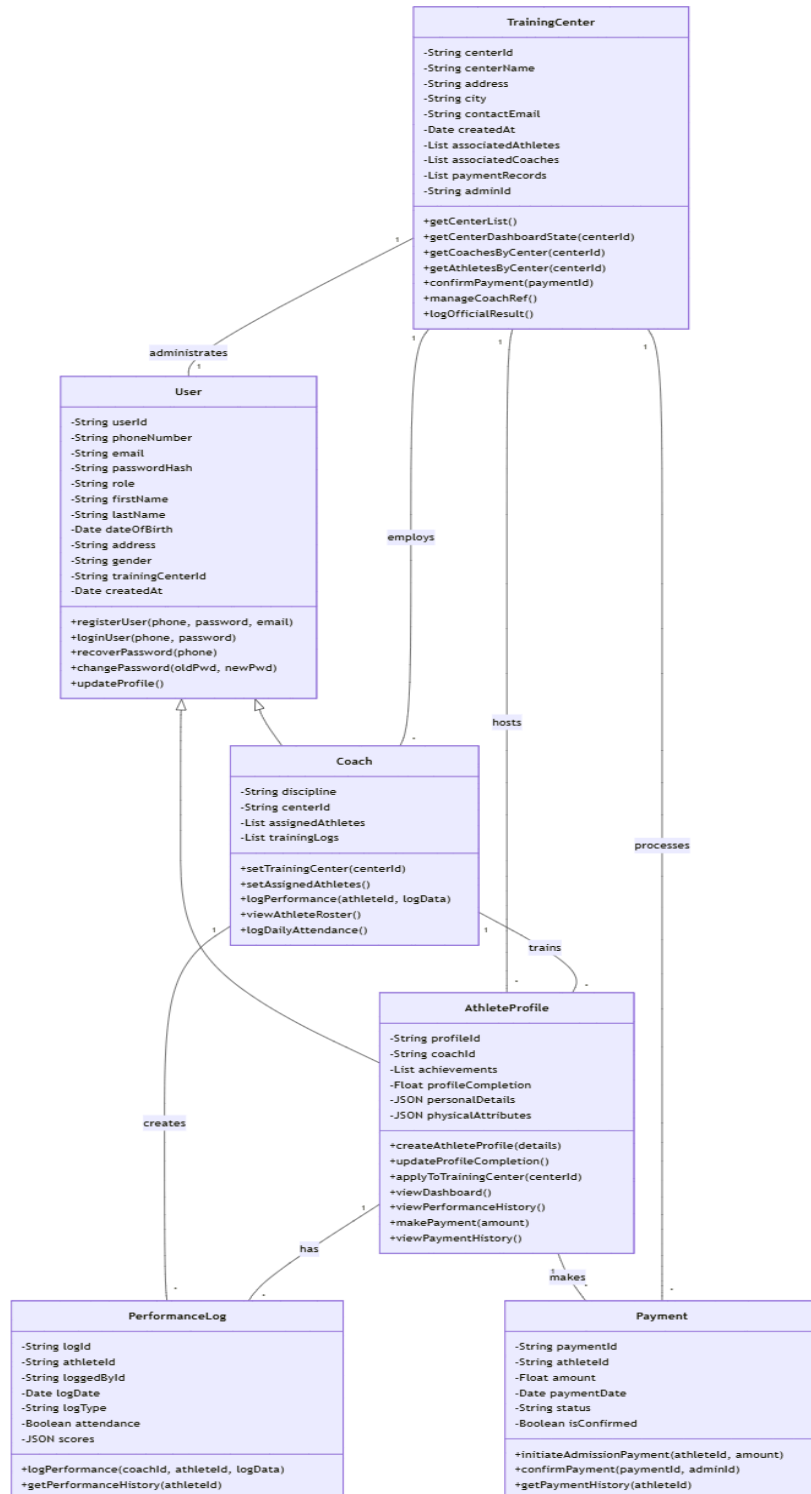 TrainingCenter
-String centerId
-String centerName
-String address
-String city
-String contactEmail
-Date createdAt
-List associatedAthletes
-List associatedCoaches
-List paymentRecords
-String adminId
+getCenterList()
+getCenterDashboardState(centerId)
+getCoachesByCenter(centerId)
+getAthletesByCenter(centerId)
+confirmPayment(paymentId)
+manageCoachRef()
+logOfficialResult()
1
1
1
1
administrates
1
User
-String userId
-String phoneNumber
-String email
-String passwordHash
-String role
-String firstName
-String lastName
-Date dateOfBirth
-String address
-String gender
-String trainingCenterId
-Date createdAt
+registerUser(phone, password, email)
+loginUser(phone, password)
+recoverPassword(phone)
+changePassword(oldPwd, newPwd)
+updateProfile()
employs
*
hosts
Coach
-String discipline
-String centerId
-List assignedAthletes
-List trainingLogs
+setTrainingCenter(centerId)
+setAssignedAthletes()
+logPerformance(athleteId, logData)
+viewAthleteRoster()
+logDailyAttendance()
processes
1
1
trains
*
*
AthleteProfile
-String profileId
-String coachId
-List achievements
-Float profileCompletion
-JSON personalDetails
-JSON physicalAttributes
+createAthleteProfile(details)
+updateProfileCompletion()
+applyToTrainingCenter(centerId)
+viewDashboard()
+viewPerformanceHistory()
+makePayment(amount)
+viewPaymentHistory()
creates
1
has
1
makes
*
*
*
*
PerformanceLog
-String logId
-String athleteId
-String loggedById
-Date logDate
-String logType
-Boolean attendance
-JSON scores
+logPerformance(coachId, athleteId, logData)
+getPerformanceHistory(athleteId)
Payment
-String paymentId
-String athleteId
-Float amount
-Date paymentDate
-String status
-Boolean isConfirmed
+initiateAdmissionPayment(athleteId, amount)
+confirmPayment(paymentId, adminId)
+getPaymentHistory(athleteId)